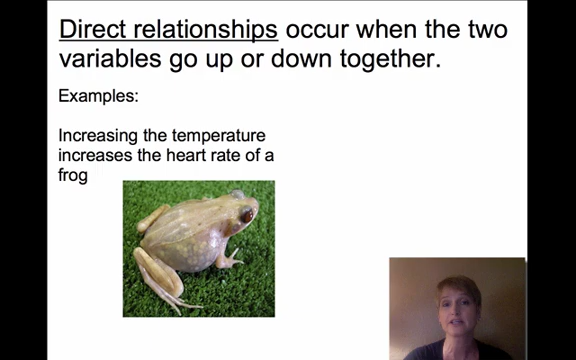 Direct relationships occur when the two
variables go up or down together.
Examples:
Increasing the temperature
increases the heart rate of a
frog